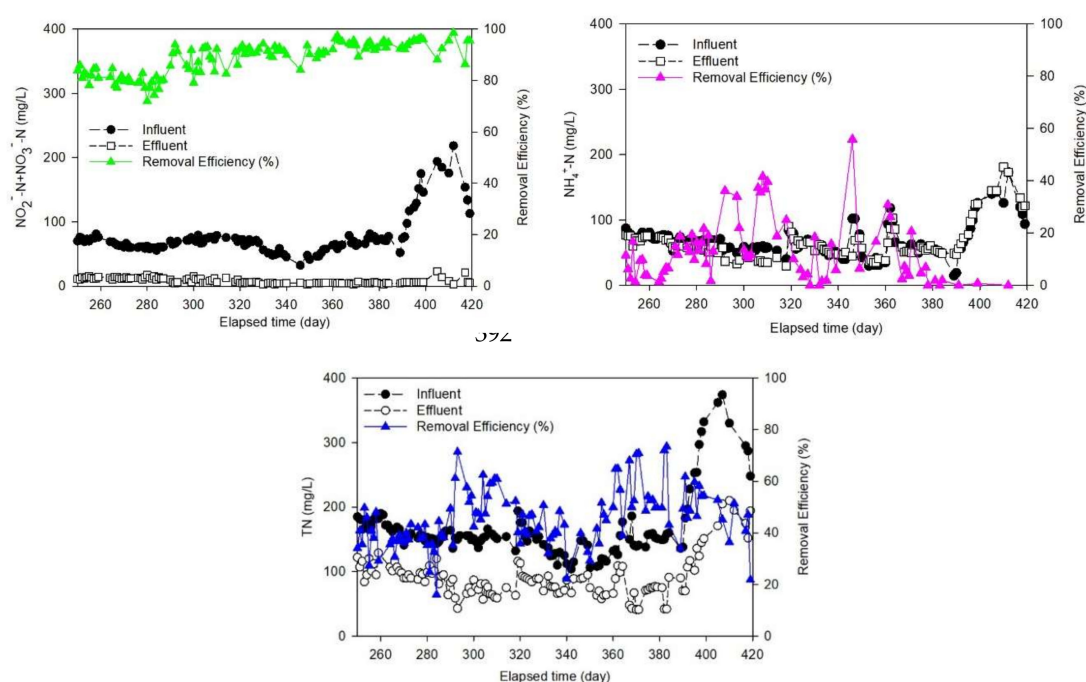 400
300
200
100
0
NO2⁻-N+NO3⁻-N (mg/L)
Influent
Effluent
Removal Efficiency (%)
100
80
60
40
20
0
Removal Efficiency (%)
260 280 300 320 340 360 380 400 420
Elapsed time (day)
400
300
200
100
0
NH4⁺-N (mg/L)
Influent
Effluent
Removal Efficiency (%)
100
80
60
40
20
0
Removal Efficiency (%)
260 280 300 320 340 360 380 400 420
Elapsed time (day)
400
300
200
100
0
TN (mg/L)
Influent
Effluent
Removal Efficiency (%)
100
80
60
40
20
0
Removal Efficiency (%)
260 280 300 320 340 360 380 400 420
Elapsed time (day)